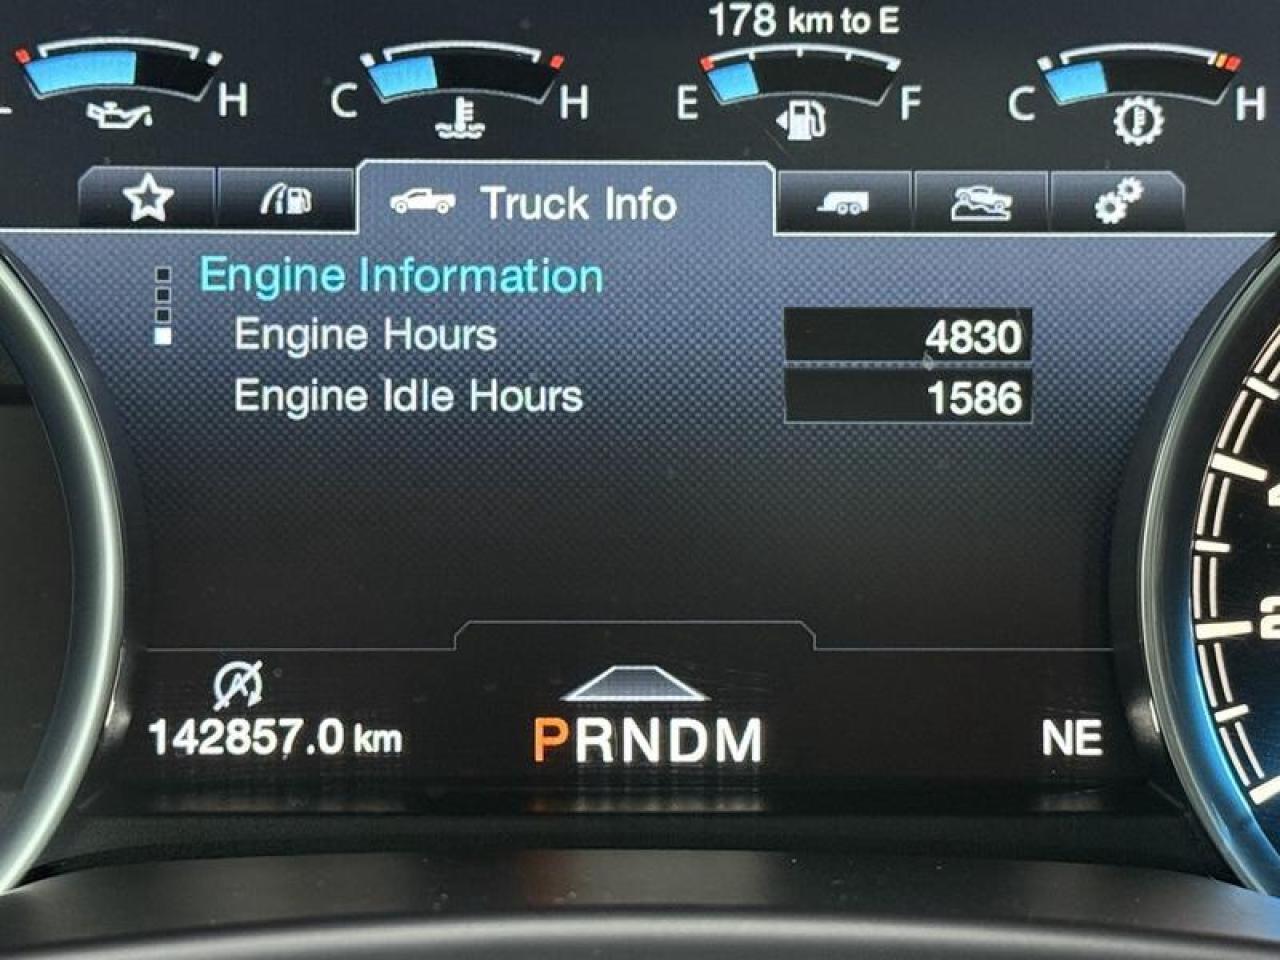 178 km to E
H C H E F C H
Truck Info
Engine Information
Engine Hours 4830
Engine Idle Hours 1586
A
142857.0 km PRNDM NE
2